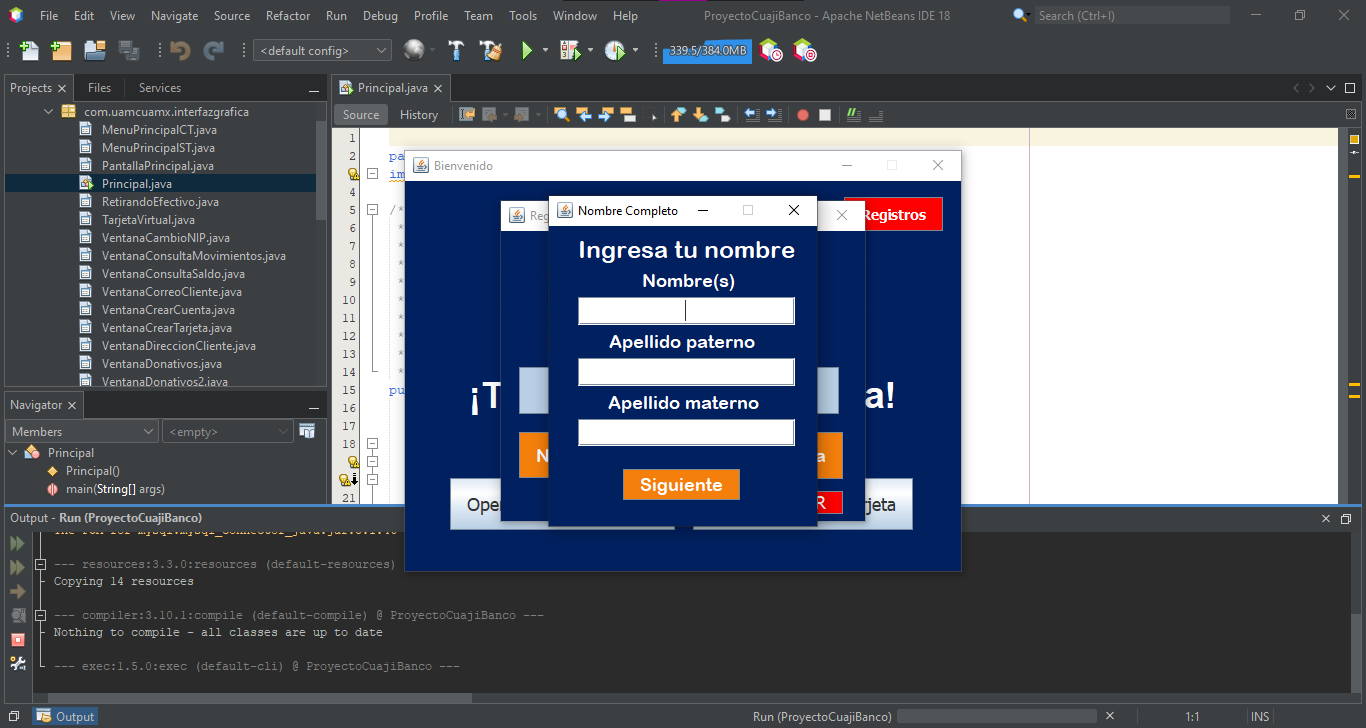 File Edit View Navigate Source Refactor Run Debug Profile Team Tools Window Help ProyectoCuajiBanco - Apache NetBeans IDE 18 Search (Ctrl+I)
<default config> 339.5/384.0MB
Projects Files Services Principal.java
Source History
com.uamcuamx.interfazgrafica
MenuPrincipalCT.java
MenuPrincipalST.java
PantallaPrincipal.java
Principal.java
RetirandoEfectivo.java
TarjetaVirtual.java
VentanaCambioNIP.java
VentanaConsultaMovimientos.java
VentanaConsultaSaldo.java
VentanaCorreoCliente.java
VentanaCrearCuenta.java
VentanaCrearTarjeta.java
VentanaDireccionCliente.java
VentanaDonativos.java
VentanaDonativos2.java
Navigator
Members <empty>
Principal
Principal()
main(String[] args)
1
2 pa
im
4
5 /*
6 *
7 *
8 *
9 *
10 *
11 *
12 *
13 *
14 *
15 pu
16
17
18
21
Bienvenido
Registros
Reg
¡T a!
N a
R
Oper jeta
Nombre Completo
Ingresa tu nombre
Nombre(s)
Apellido paterno
Apellido materno
Siguiente
Output - Run (ProyectoCuajiBanco)
--- resources:3.3.0:resources (default-resources)
Copying 14 resources
--- compiler:3.10.1:compile (default-compile) @ ProyectoCuajiBanco ---
Nothing to compile - all classes are up to date
--- exec:1.5.0:exec (default-cli) @ ProyectoCuajiBanco ---
Output Run (ProyectoCuajiBanco) 1:1 INS